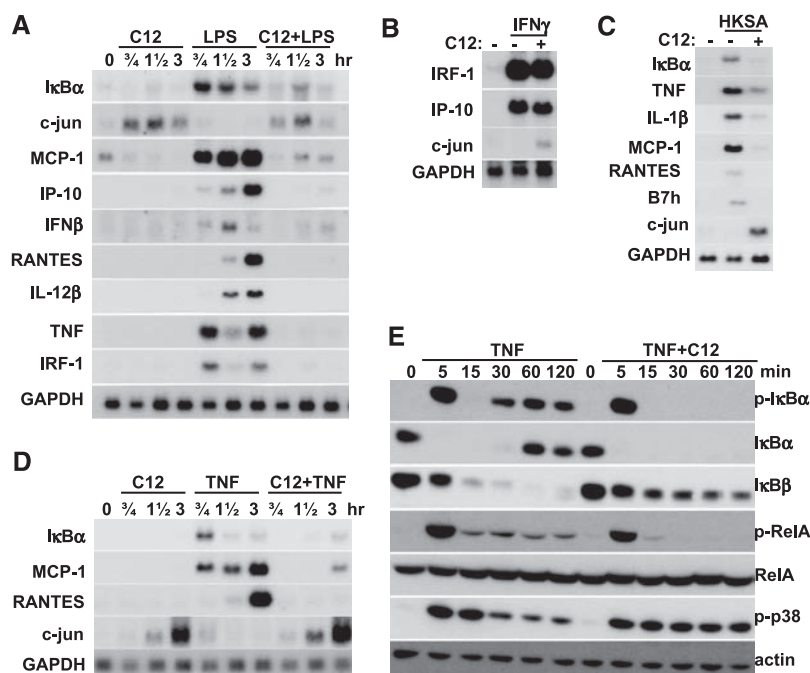 A
C12 LPS C12+LPS
0 ¾ 1½ 3 ¾ 1½ 3 ¾ 1½ 3 hr
IκBα
c-jun
MCP-1
IP-10
IFNβ
RANTES
IL-12β
TNF
IRF-1
GAPDH
B
IFNγ
C12: - - +
IRF-1
IP-10
c-jun
GAPDH
C
HKSA
C12: - - +
IκBα
TNF
IL-1β
MCP-1
RANTES
B7h
c-jun
GAPDH
D
C12 TNF C12+TNF
0 ¾ 1½ 3 ¾ 1½ 3 ¾ 1½ 3 hr
IκBα
MCP-1
RANTES
c-jun
GAPDH
E
TNF TNF+C12
0 5 15 30 60 120 0 5 15 30 60 120 min
p-IκBα
IκBα
IκBβ
p-RelA
RelA
p-p38
actin